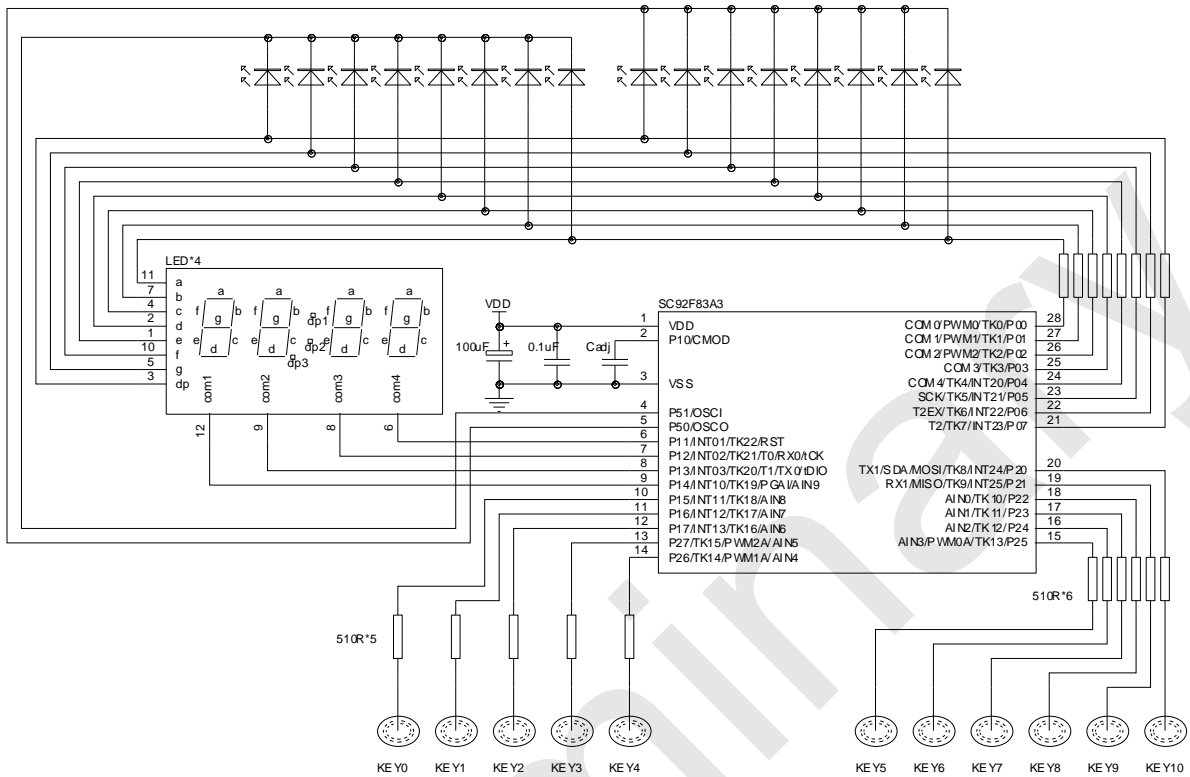 LED*4
11 a
7 b
4 c
2 d
1 e
10 f
5 g
3 dp
a a a a
f b f b f b f b
g g g g
e c e c e c e c
d d d d
dp1
dp2
dp3
com1 com2 com3 com4
12 9 8 6
VDD
100uF + 0.1uF Cadj
SC92F83A3
1 VDD
2 P10/CMOD
3 VSS
4 P51/OSCI
5 P50/OSCO
6 P11/INT01/TK22/RST
7 P12/INT02/TK21/T0/RX0/tCK
8 P13/INT03/TK20/T1/TX0/tDIO
9 P14/INT10/TK19/PGAI/AIN9
10 P15/INT11/TK18/AIN8
11 P16/INT12/TK17/AIN7
12 P17/INT13/TK16/AIN6
13 P27/TK15/PWM2A/AIN5
14 P26/TK14/PWM1A/AIN4
COM0/PWM0/TK0/P00 28
COM1/PWM1/TK1/P01 27
COM2/PWM2/TK2/P02 26
COM3/TK3/P03 25
COM4/TK4/INT20/P04 24
SCK/TK5/INT21/P05 23
T2EX/TK6/INT22/P06 22
T2/TK7/INT23/P07 21
TX1/SDA/MOSI/TK8/INT24/P20 20
RX1/MISO/TK9/INT25/P21 19
AIN0/TK10/P22 18
AIN1/TK11/P23 17
AIN2/TK12/P24 16
AIN3/PWM0A/TK13/P25 15
510R*5
510R*6
KEY0 KEY1 KEY2 KEY3 KEY4 KEY5 KEY6 KEY7 KEY8 KEY9 KEY10
minary